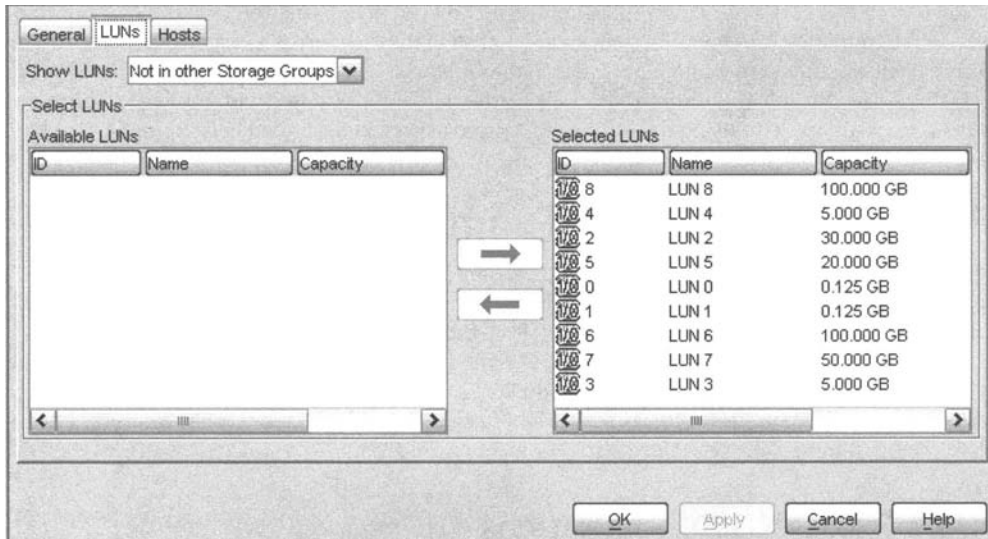 General LUNs Hosts
Show LUNs: Not in other Storage Groups
Select LUNs
Available LUNs
ID Name Capacity
Selected LUNs
ID Name Capacity
8 LUN 8 100.000 GB
4 LUN 4 5.000 GB
2 LUN 2 30.000 GB
5 LUN 5 20.000 GB
0 LUN 0 0.125 GB
1 LUN 1 0.125 GB
6 LUN 6 100.000 GB
7 LUN 7 50.000 GB
3 LUN 3 5.000 GB
OK Apply Cancel Help